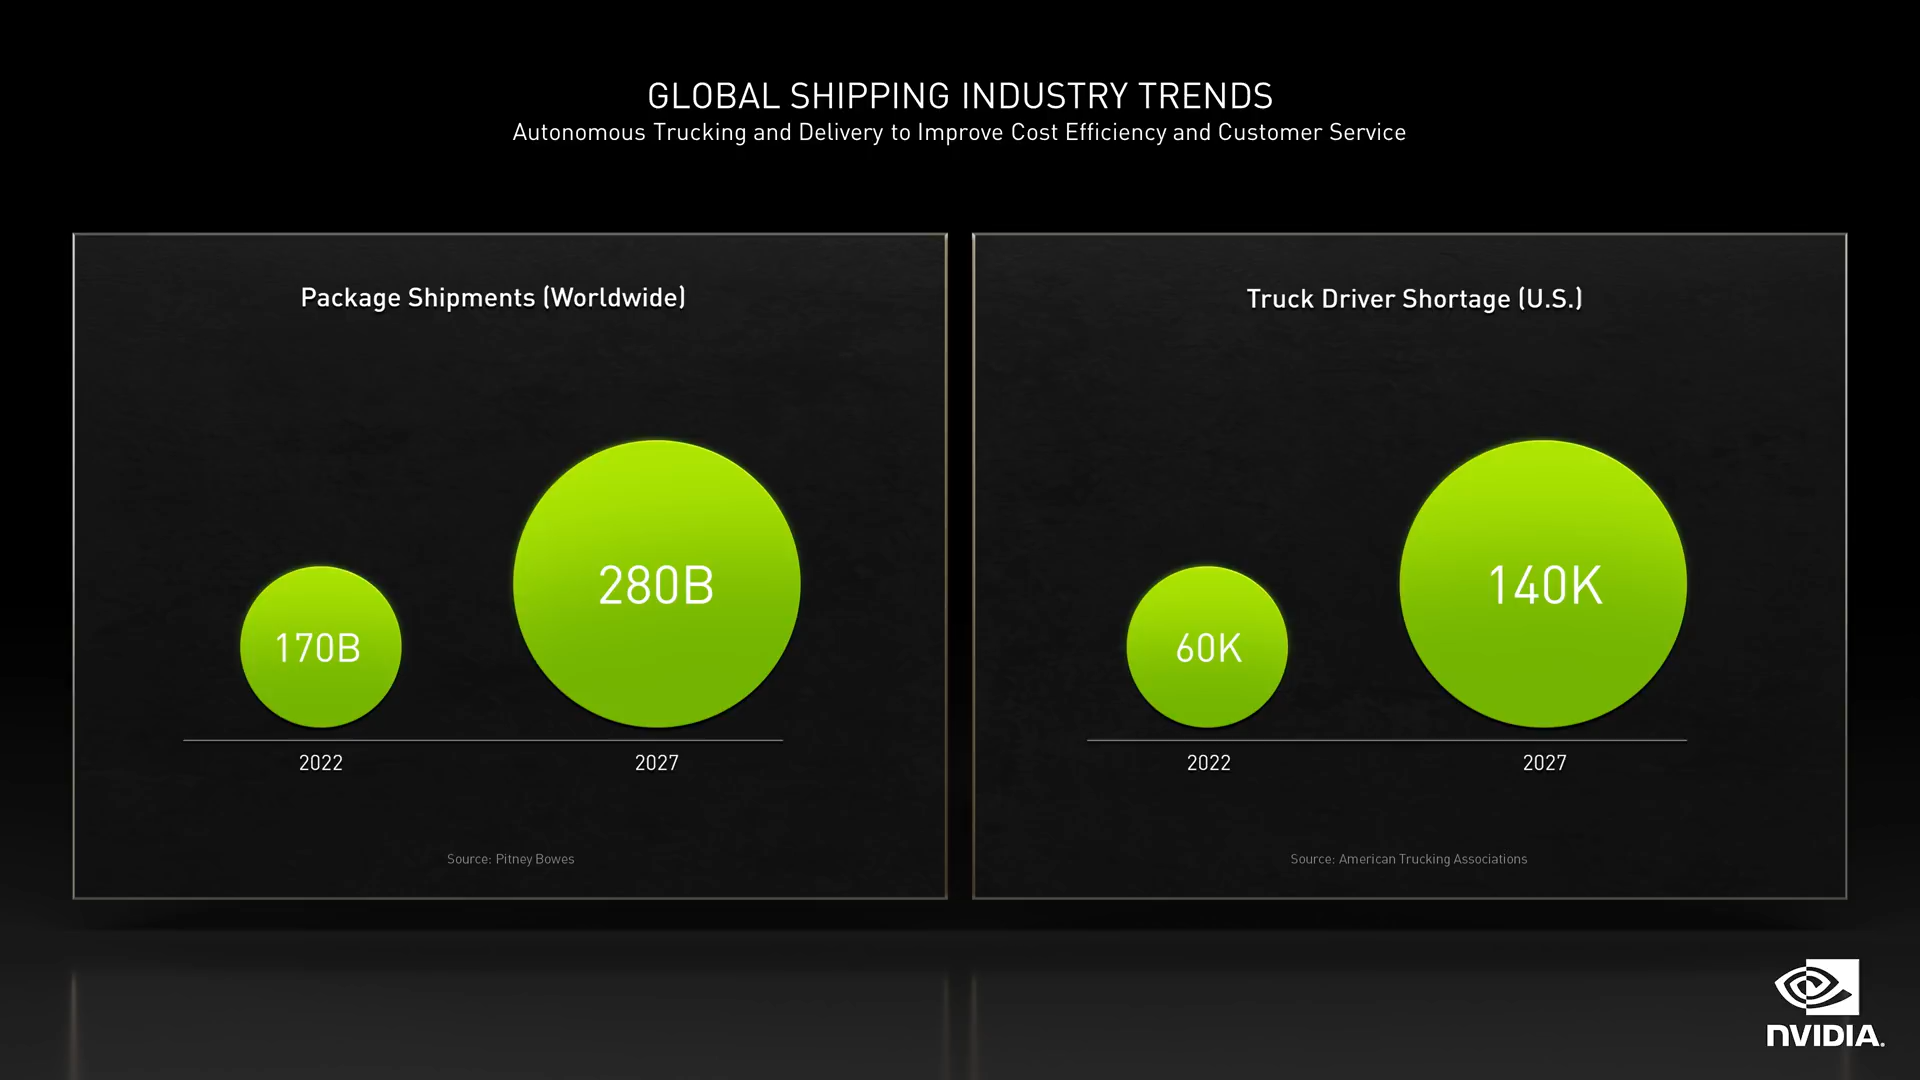 GLOBAL SHIPPING INDUSTRY TRENDS
Autonomous Trucking and Delivery to Improve Cost Efficiency and Customer Service
Package Shipments (Worldwide)
170B
280B
2022
2027
Source: Pitney Bowes
Truck Driver Shortage (U.S.)
60K
140K
2022
2027
Source: American Trucking Associations
NVIDIA.